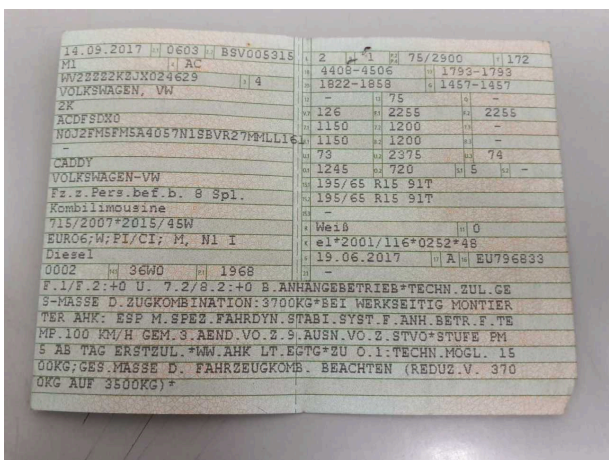 14.09.2017 0603 BSV005315
M1 AC
WV2ZZZ2KZJX024629 4
VOLKSWAGEN, VW
2K
ACDFSDX0
N0J2FM5FM5A4057N1SBVR27MMLL161
-
CADDY
VOLKSWAGEN-VW
Fz.z.Pers.bef.b. 8 Spl.
Kombilimousine
715/2007*2015/45W
EURO6;W;PI/CI; M, N1 I
Diesel
0002 36W0 1968
2 1 75/2900 172
4408-4506 1793-1793
1822-1858 1457-1457
- 75 -
126 2255 2255
1150 1200 -
1150 1200 -
73 2375 74
1245 720 5 -
195/65 R15 91T
195/65 R15 91T
-
Weiß 0
e1*2001/116*0252*48
19.06.2017 A EU796833
-
F.1/F.2:+0 U. 7.2/8.2:+0 B.ANHÄNGEBETRIEB*TECHN.ZUL.GE
S-MASSE D.ZUGKOMBINATION:3700KG*BEI WERKSEITIG MONTIER
TER AHK: ESP M.SPEZ.FAHRDYN.STABI.SYST.F.ANH.BETR.F.TE
MP.100 KM/H GEM.3.AEND.VO.Z.9.AUSN.VO.Z.STVO*STUFE PM
5 AB TAG ERSTZUL.*WW.AHK LT.EGTG*ZU O.1:TECHN.MÖGL. 15
00KG;GES.MASSE D. FAHRZEUGKOMB. BEACHTEN (REDUZ.V. 370
0KG AUF 3500KG)*